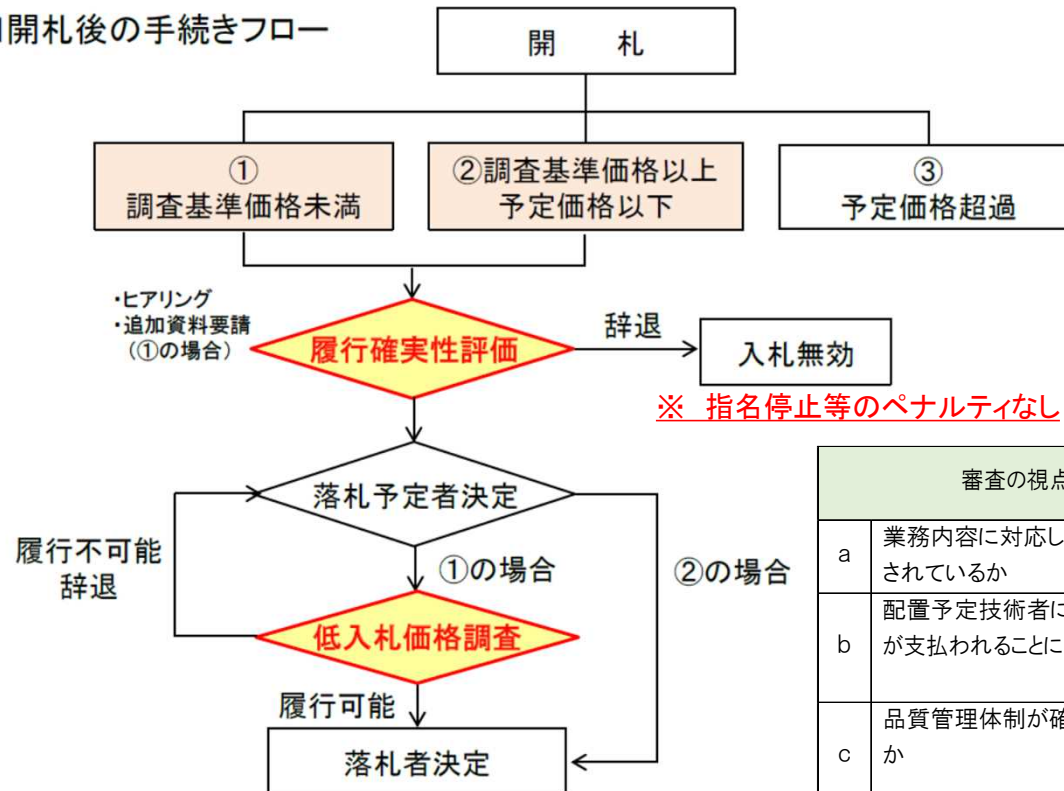 開札後の手続きフロー
開　　札
①
調査基準価格未満
②調査基準価格以上
予定価格以下
③
予定価格超過
・ヒアリング
・追加資料要請
（①の場合）
履行確実性評価
辞退
入札無効
※　指名停止等のペナルティなし
落札予定者決定
履行不可能
辞退
①の場合
②の場合
低入札価格調査
履行可能
落札者決定
審査の視点
a
業務内容に対応し
されているか
b
配置予定技術者に
が支払われることに
c
品質管理体制が確
か